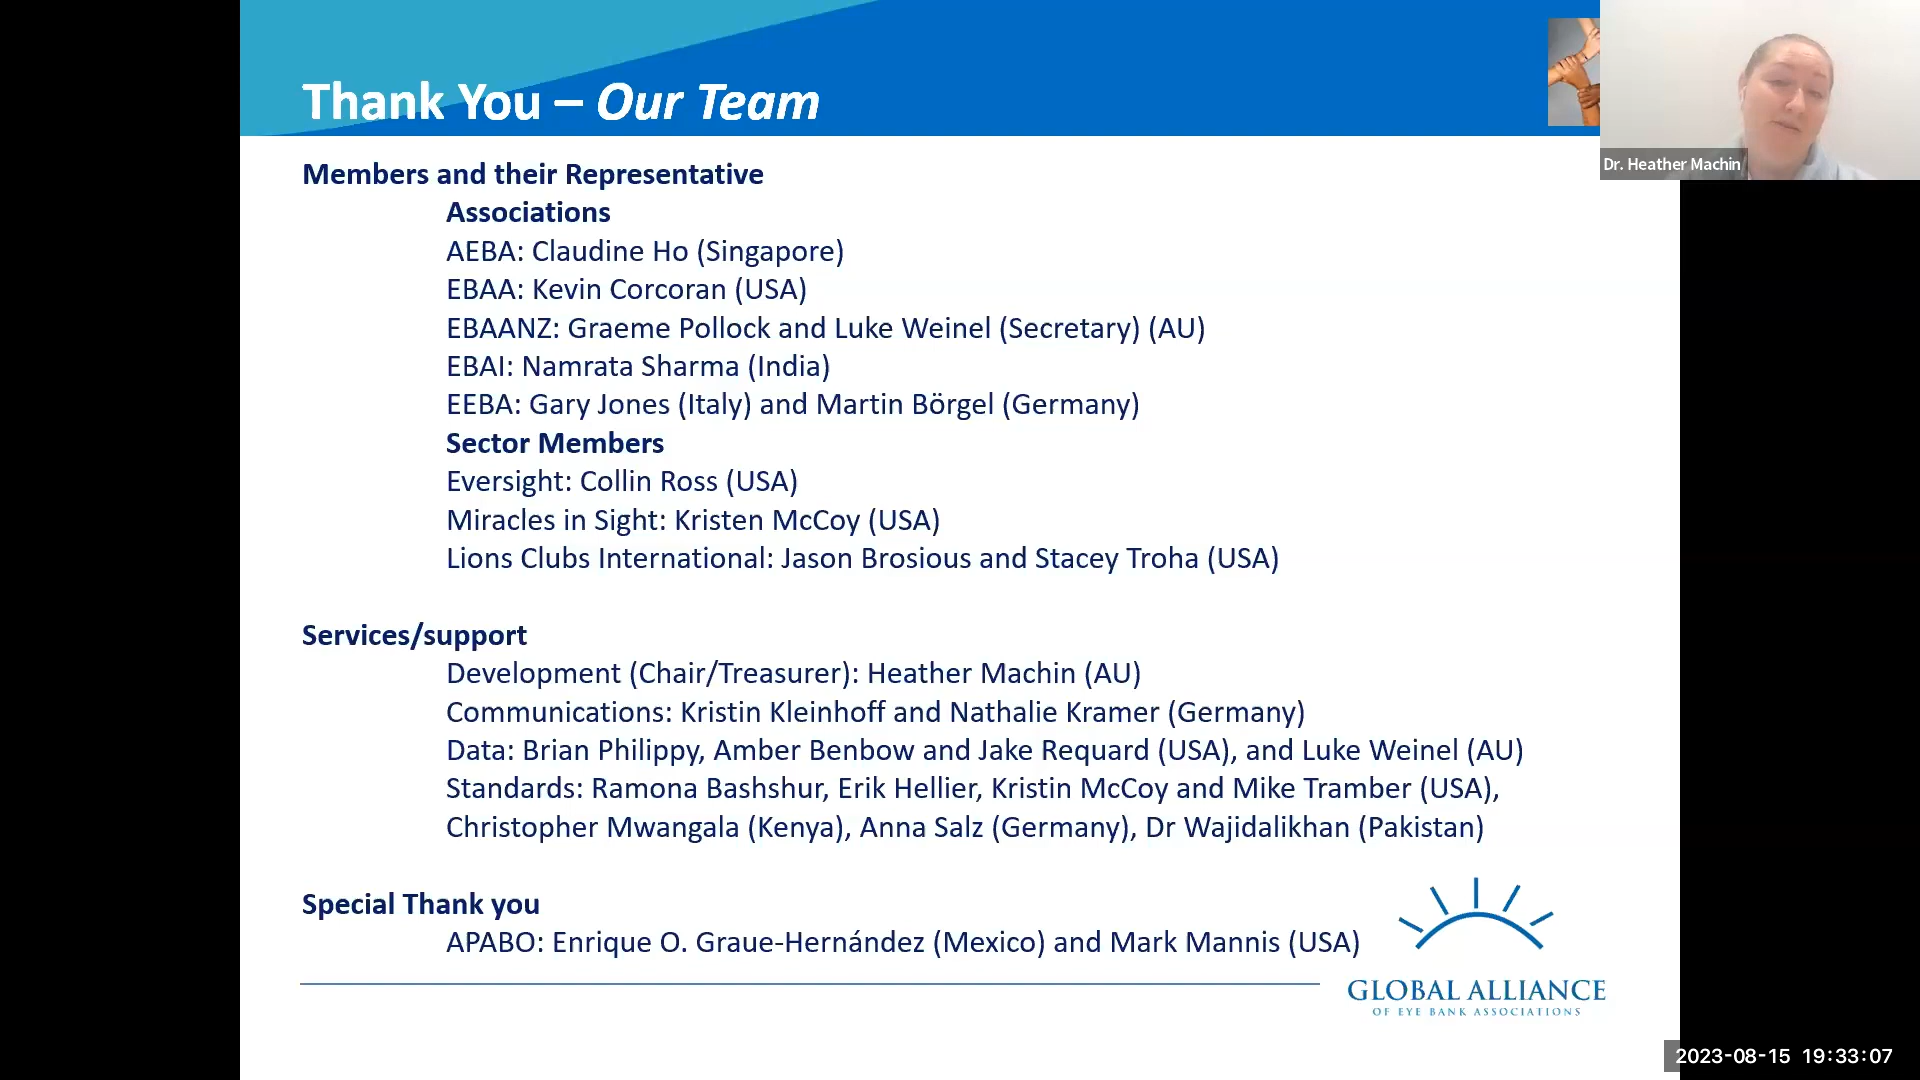 Thank You – Our Team
Dr. Heather Machin
Members and their Representative
Associations
AEBA: Claudine Ho (Singapore)
EBAA: Kevin Corcoran (USA)
EBAANZ: Graeme Pollock and Luke Weinel (Secretary) (AU)
EBAI: Namrata Sharma (India)
EEBA: Gary Jones (Italy) and Martin Börgel (Germany)
Sector Members
Eversight: Collin Ross (USA)
Miracles in Sight: Kristen McCoy (USA)
Lions Clubs International: Jason Brosious and Stacey Troha (USA)
Services/support
Development (Chair/Treasurer): Heather Machin (AU)
Communications: Kristin Kleinhoff and Nathalie Kramer (Germany)
Data: Brian Philippy, Amber Benbow and Jake Requard (USA), and Luke Weinel (AU)
Standards: Ramona Bashshur, Erik Hellier, Kristin McCoy and Mike Tramber (USA),
Christopher Mwangala (Kenya), Anna Salz (Germany), Dr Wajidalikhan (Pakistan)
Special Thank you
APABO: Enrique O. Graue-Hernández (Mexico) and Mark Mannis (USA)
GLOBAL ALLIANCE
OF EYE BANK ASSOCIATIONS
2023-08-15 19:33:07